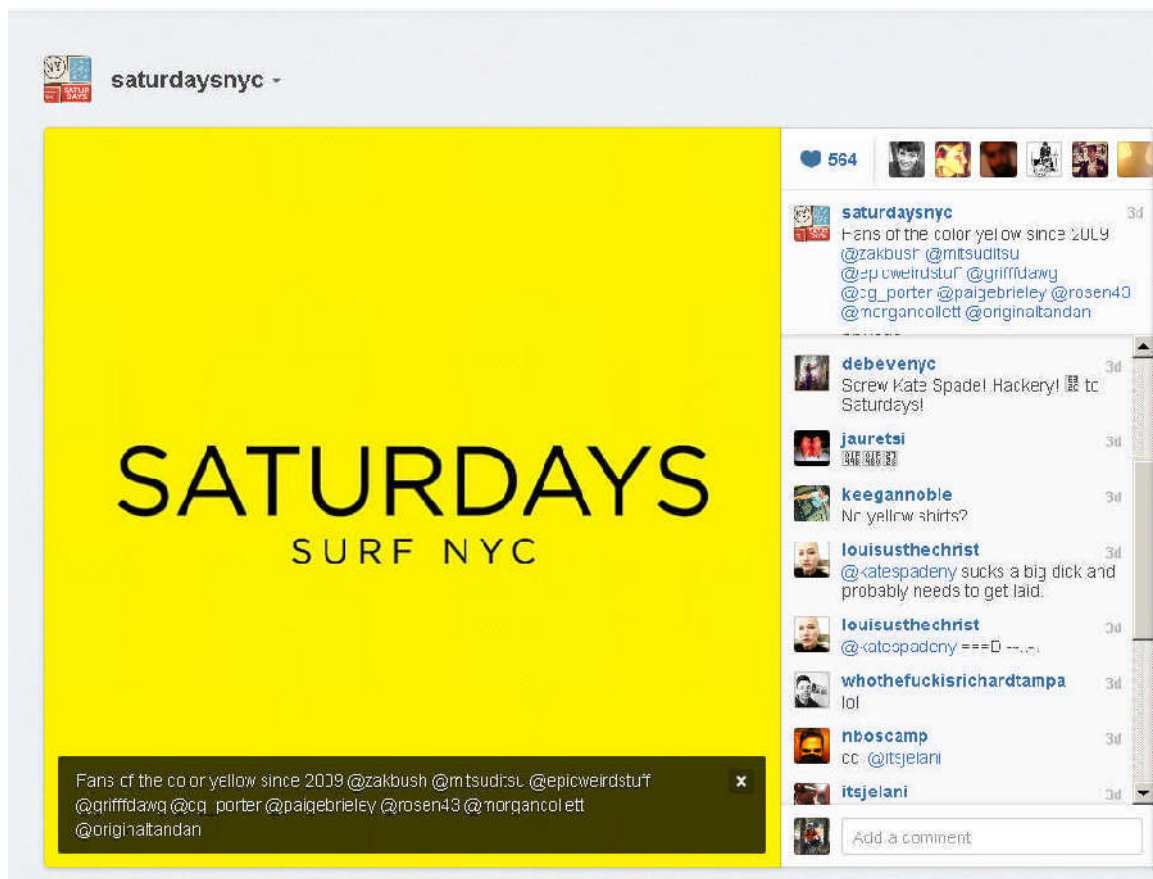 saturdaysnyc
SATURDAYS
SURF NYC
Fans of the color yellow since 2009 @zakbush @mitsuditsu @epicweirdstuff
@grifffdawg @cg_porter @paigebrieley @rosen43 @morgancollett
@originaltandan
564
saturdaysnyc 3d
Fans of the color yellow since 2009
@zakbush @mitsuditsu
@epicweirdstuff @grifffdawg
@cg_porter @paigebrieley @rosen43
@morgancollett @originaltandan
debevenyc 3d
Screw Kate Spade! Hackery! to
Saturdays!
jauretsi 3d
keegannoble 3d
No yellow shirts?
louisusthechrist 3d
@katespadeny sucks a big dick and
probably needs to get laid.
louisusthechrist 3d
@katespadeny ===D
whothefuckisrichardtampa 3d
lol
nboscamp 3d
cc @itsjelani
itsjelani 3d
Add a comment